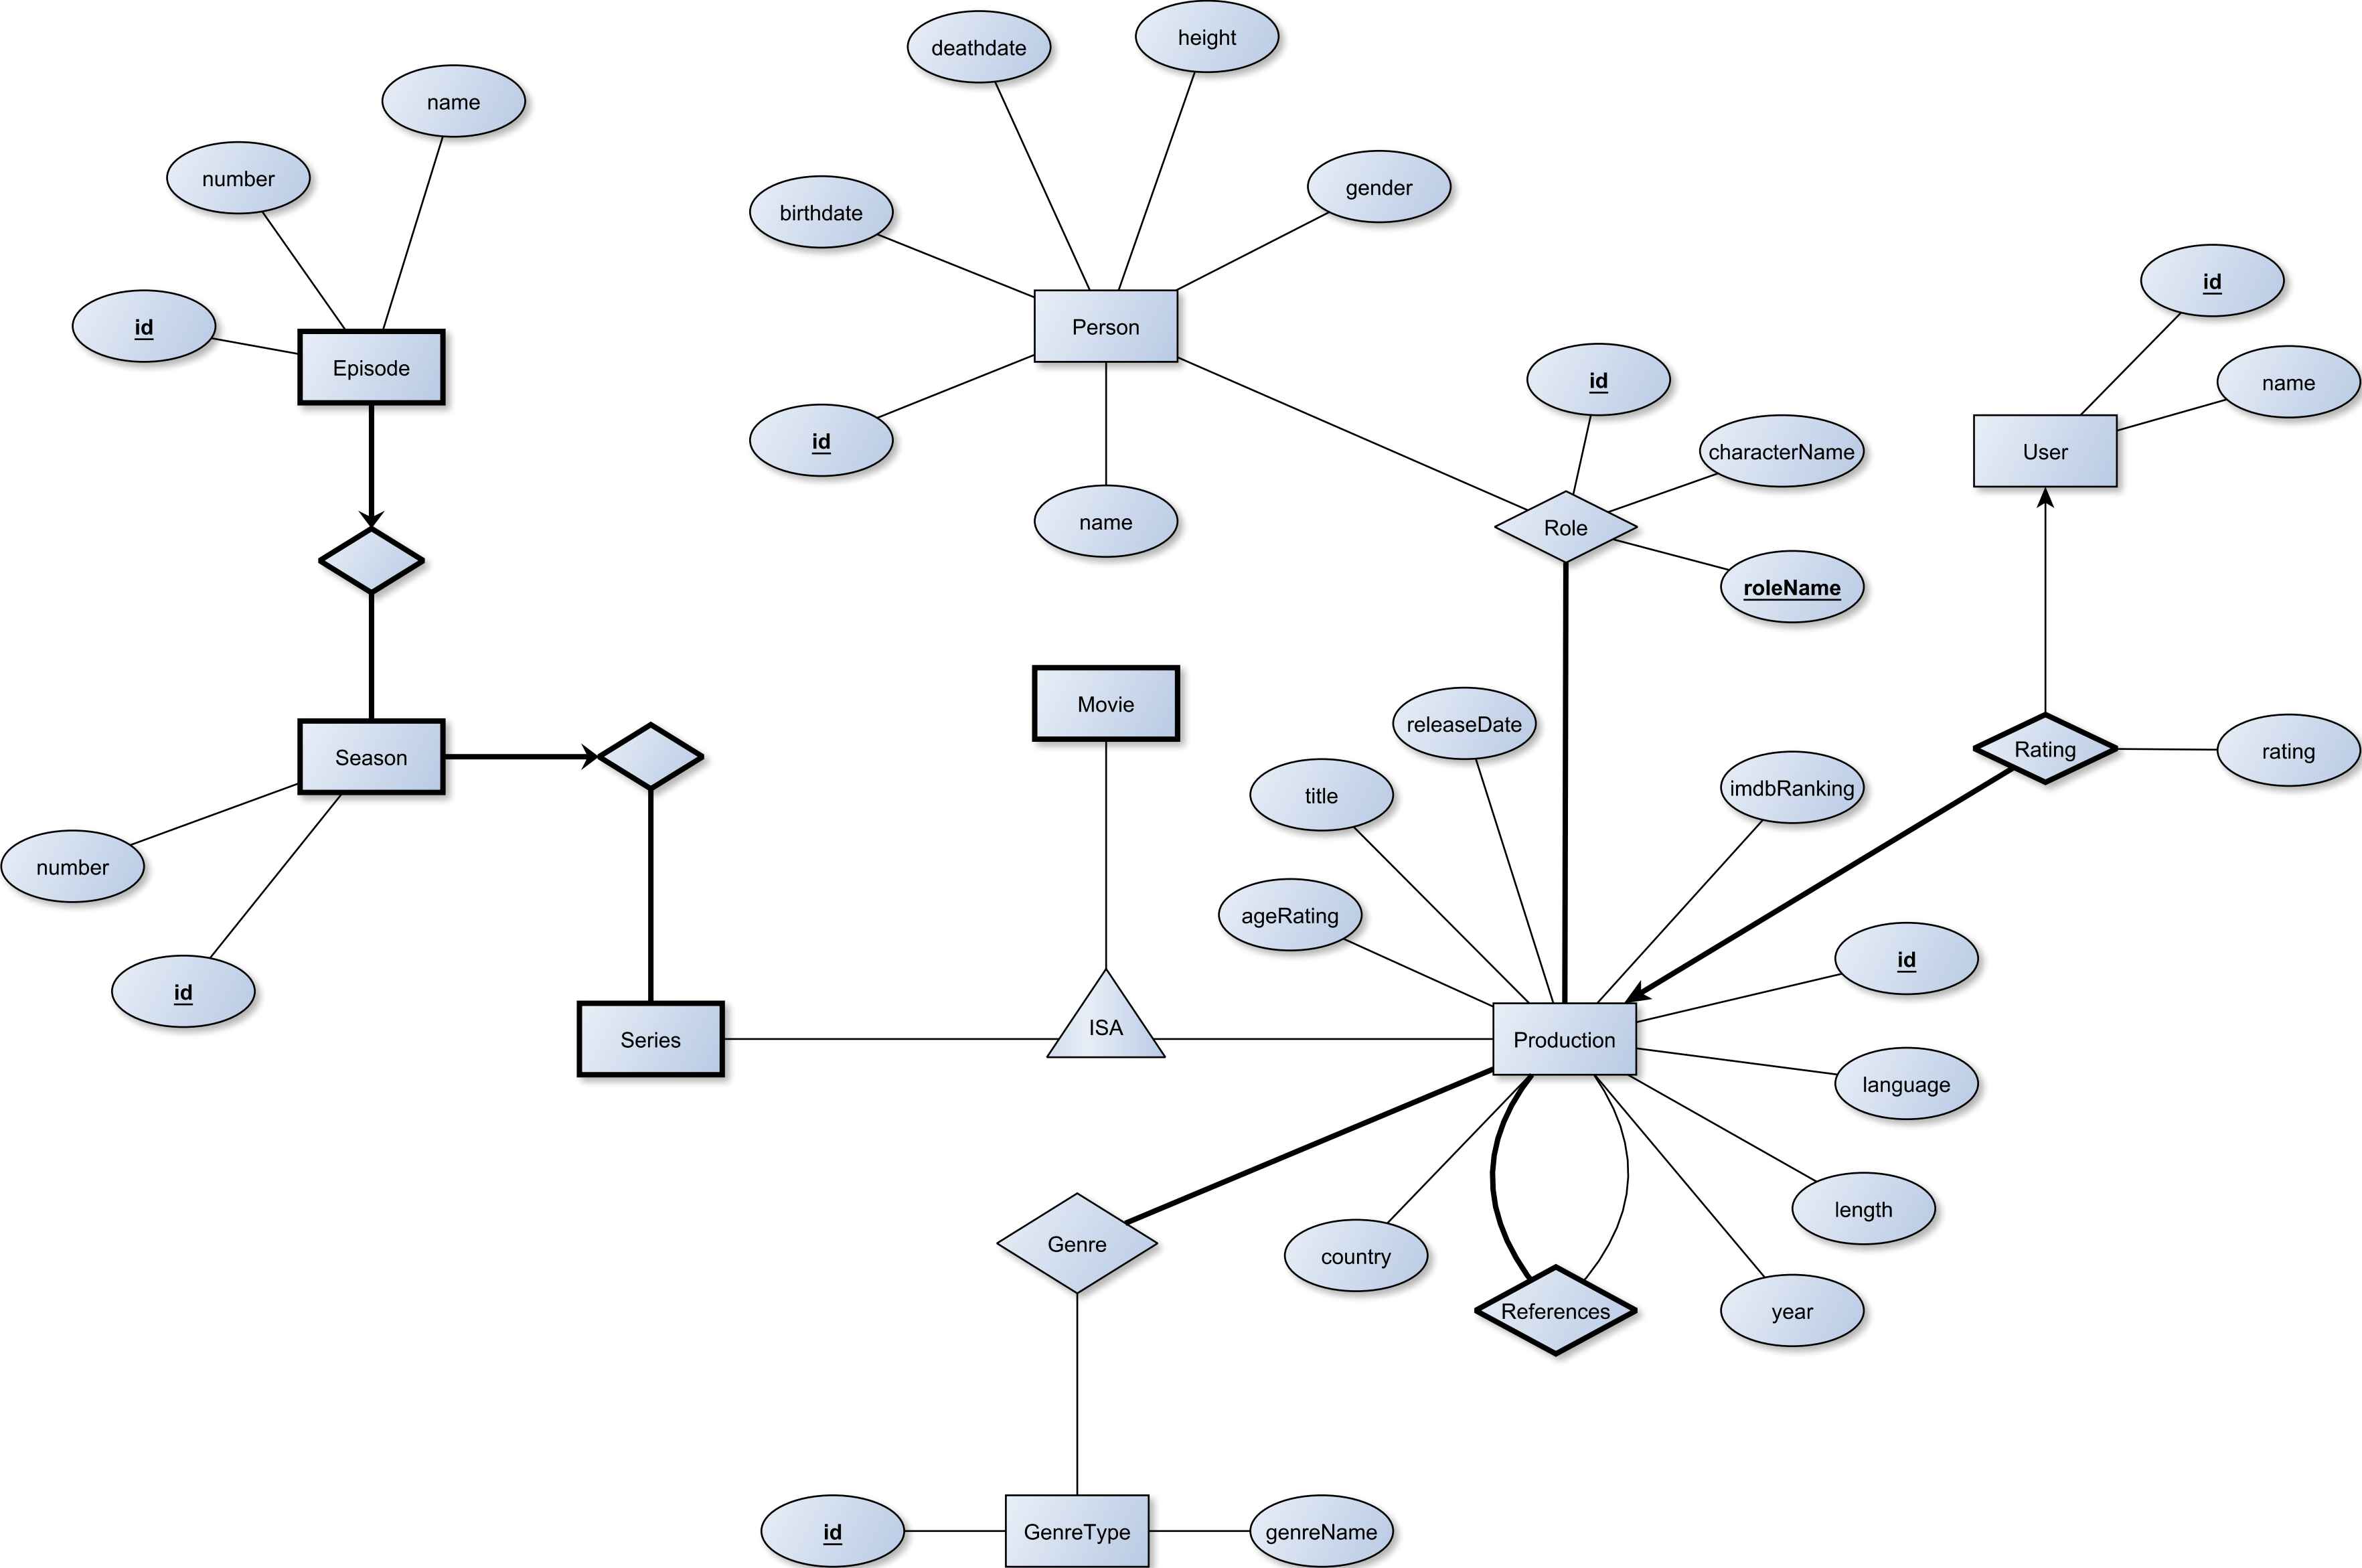 height
deathdate
name
number
gender
birthdate
id
id
Person
Episode
id
name
characterName
id
User
name
Role
roleName
Movie
releaseDate
Rating
rating
Season
imdbRanking
title
number
ageRating
id
id
ISA
Series
Production
language
length
Genre
country
References
year
id
GenreType
genreName